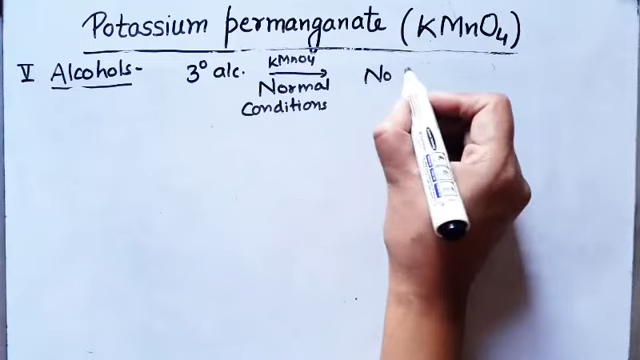 Potassium permanganate (KMnO4)
V Alcohols- 3° alc. KMnO4 No
Normal
Conditions